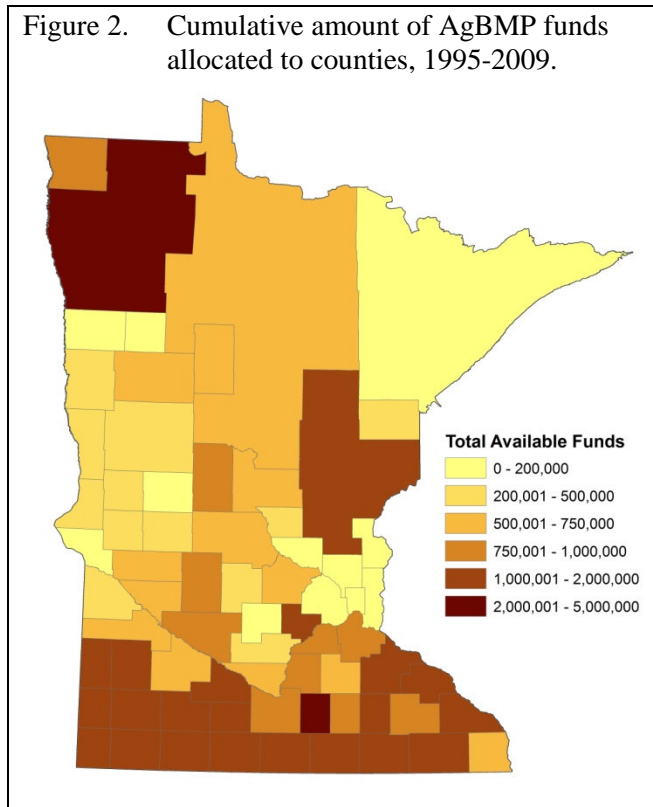 Figure 2. Cumulative amount of AgBMP funds
allocated to counties, 1995-2009.
Total Available Funds
0 - 200,000
200,001 - 500,000
500,001 - 750,000
750,001 - 1,000,000
1,000,001 - 2,000,000
2,000,001 - 5,000,000